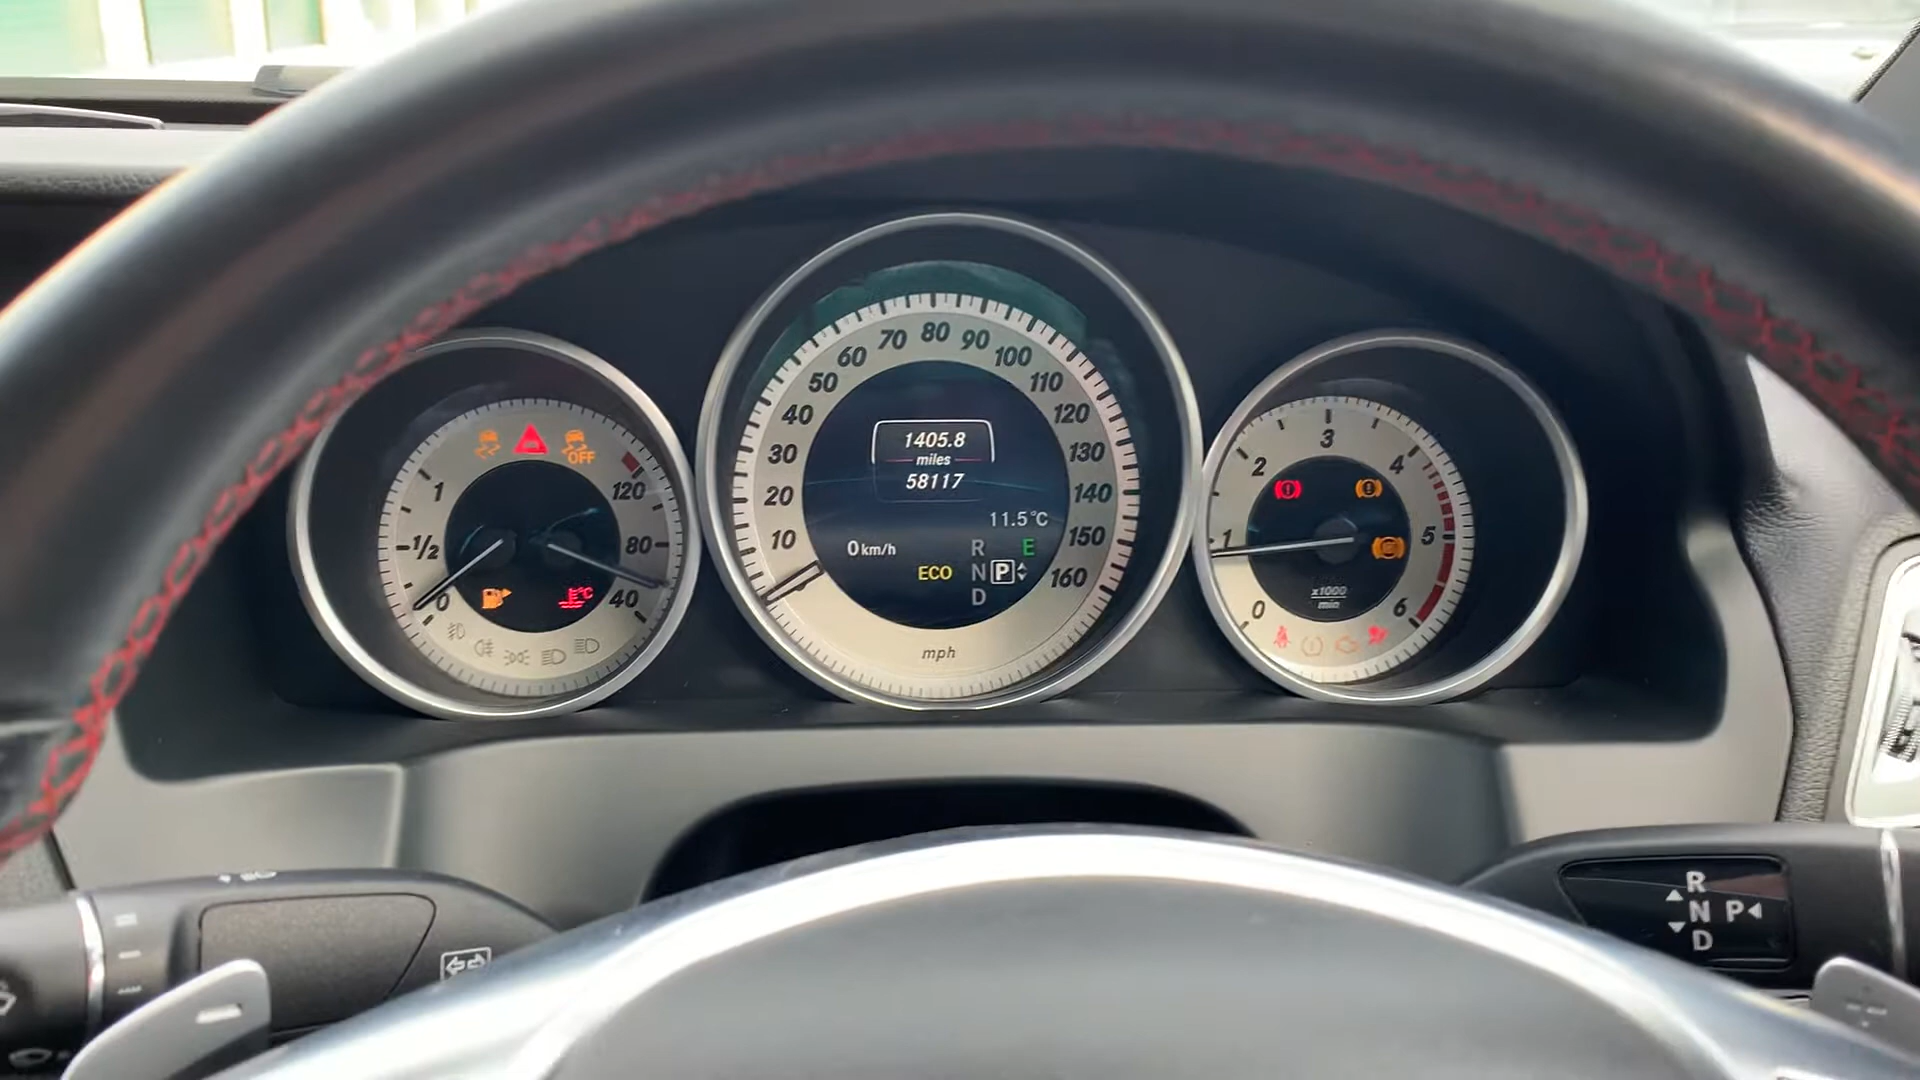 OFF
1
1/2
0
120
80
40
°C
10
20
30
40
50
60
70
80
90
100
110
120
130
140
150
160
1405.8
miles
58117
11.5°C
0 km/h
R E
ECO N P
D
mph
0
1
2
3
4
5
6
x1000
min
R
N P
D